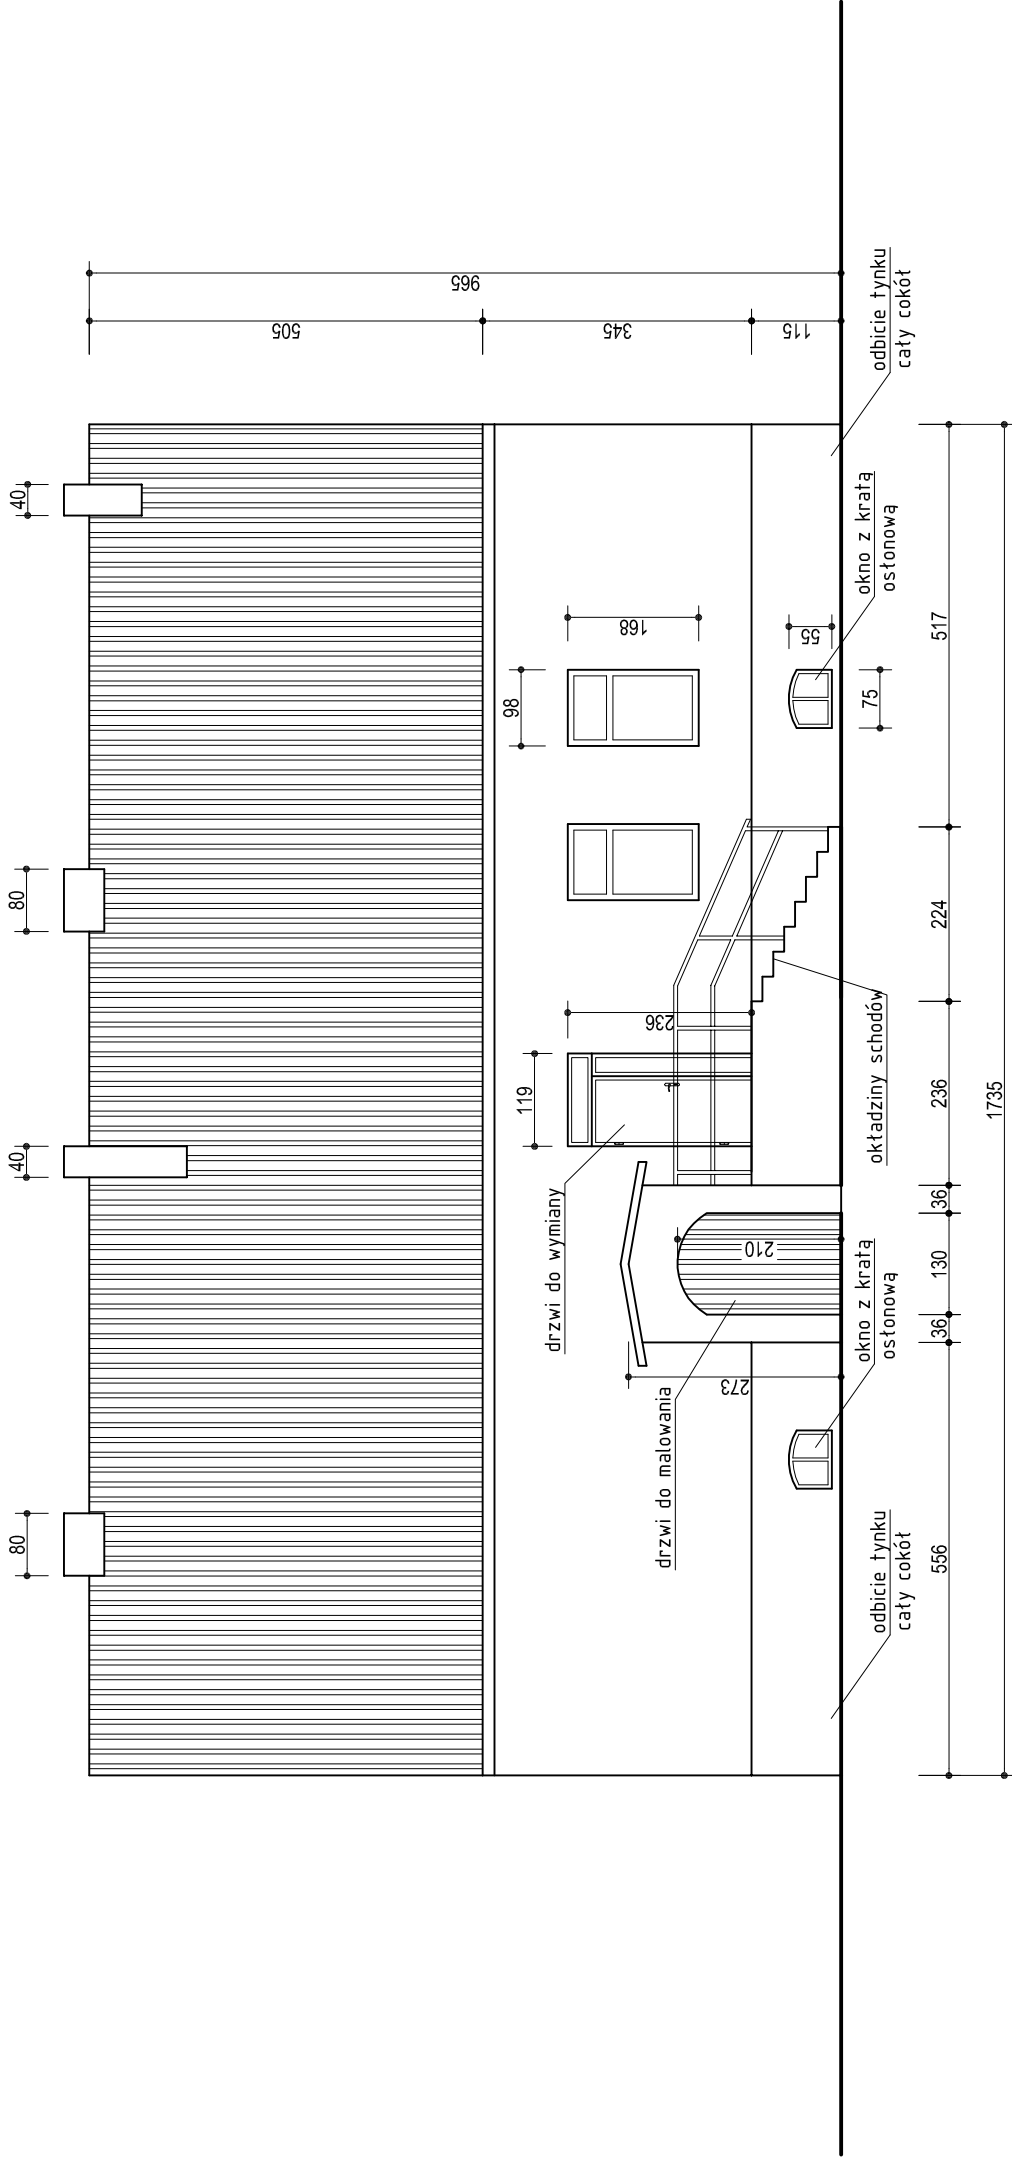 80
40
80
40
119
98
168
236
210
273
55
75
505
345
115
965
drzwi do malowania
drzwi do wymiany
odbicie tynku
cały cokół
okno z kratą
osłonową
okładziny schodów
okno z kratą
osłonową
odbicie tynku
cały cokół
556
36
130
36
236
224
517
1735